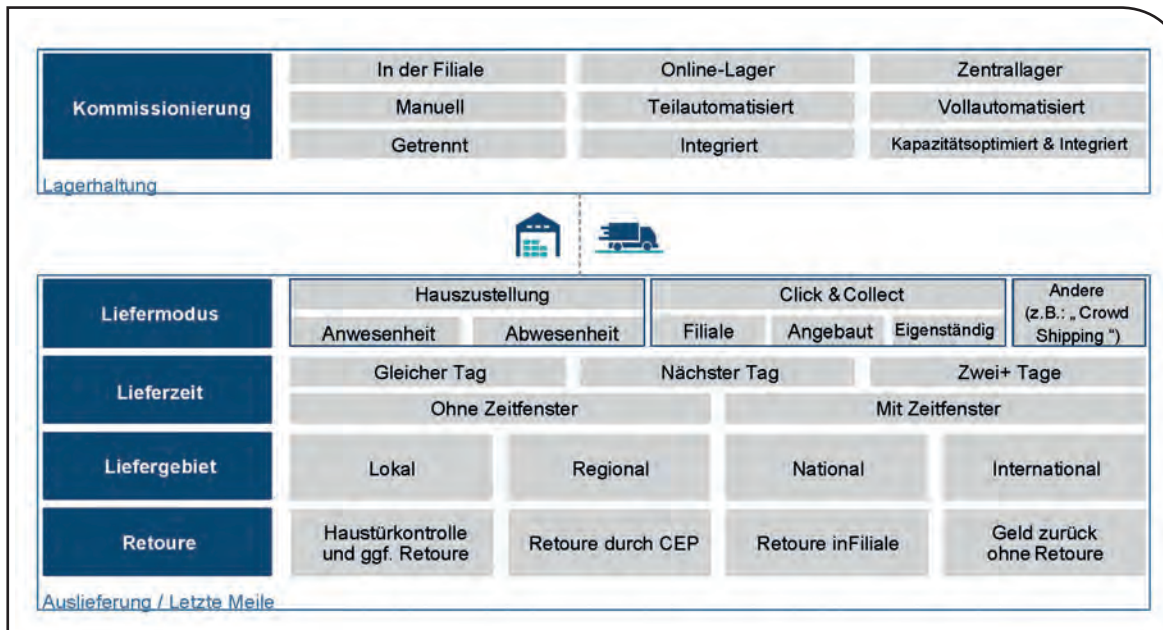 Kommissionierung
In der Filiale
Online-Lager
Zentrallager
Manuell
Teilautomatisiert
Vollautomatisiert
Getrennt
Integriert
Kapazitätsoptimiert & Integriert
Lagerhaltung
Liefermodus
Hauszustellung
Anwesenheit
Abwesenheit
Click & Collect
Filiale
Angebaut
Eigenständig
Andere
(z.B.: „ Crowd
Shipping “)
Lieferzeit
Gleicher Tag
Nächster Tag
Zwei+ Tage
Ohne Zeitfenster
Mit Zeitfenster
Liefergebiet
Lokal
Regional
National
International
Retoure
Haustürkontrolle
und ggf. Retoure
Retoure durch CEP
Retoure inFiliale
Geld zurück
ohne Retoure
Auslieferung / Letzte Meile